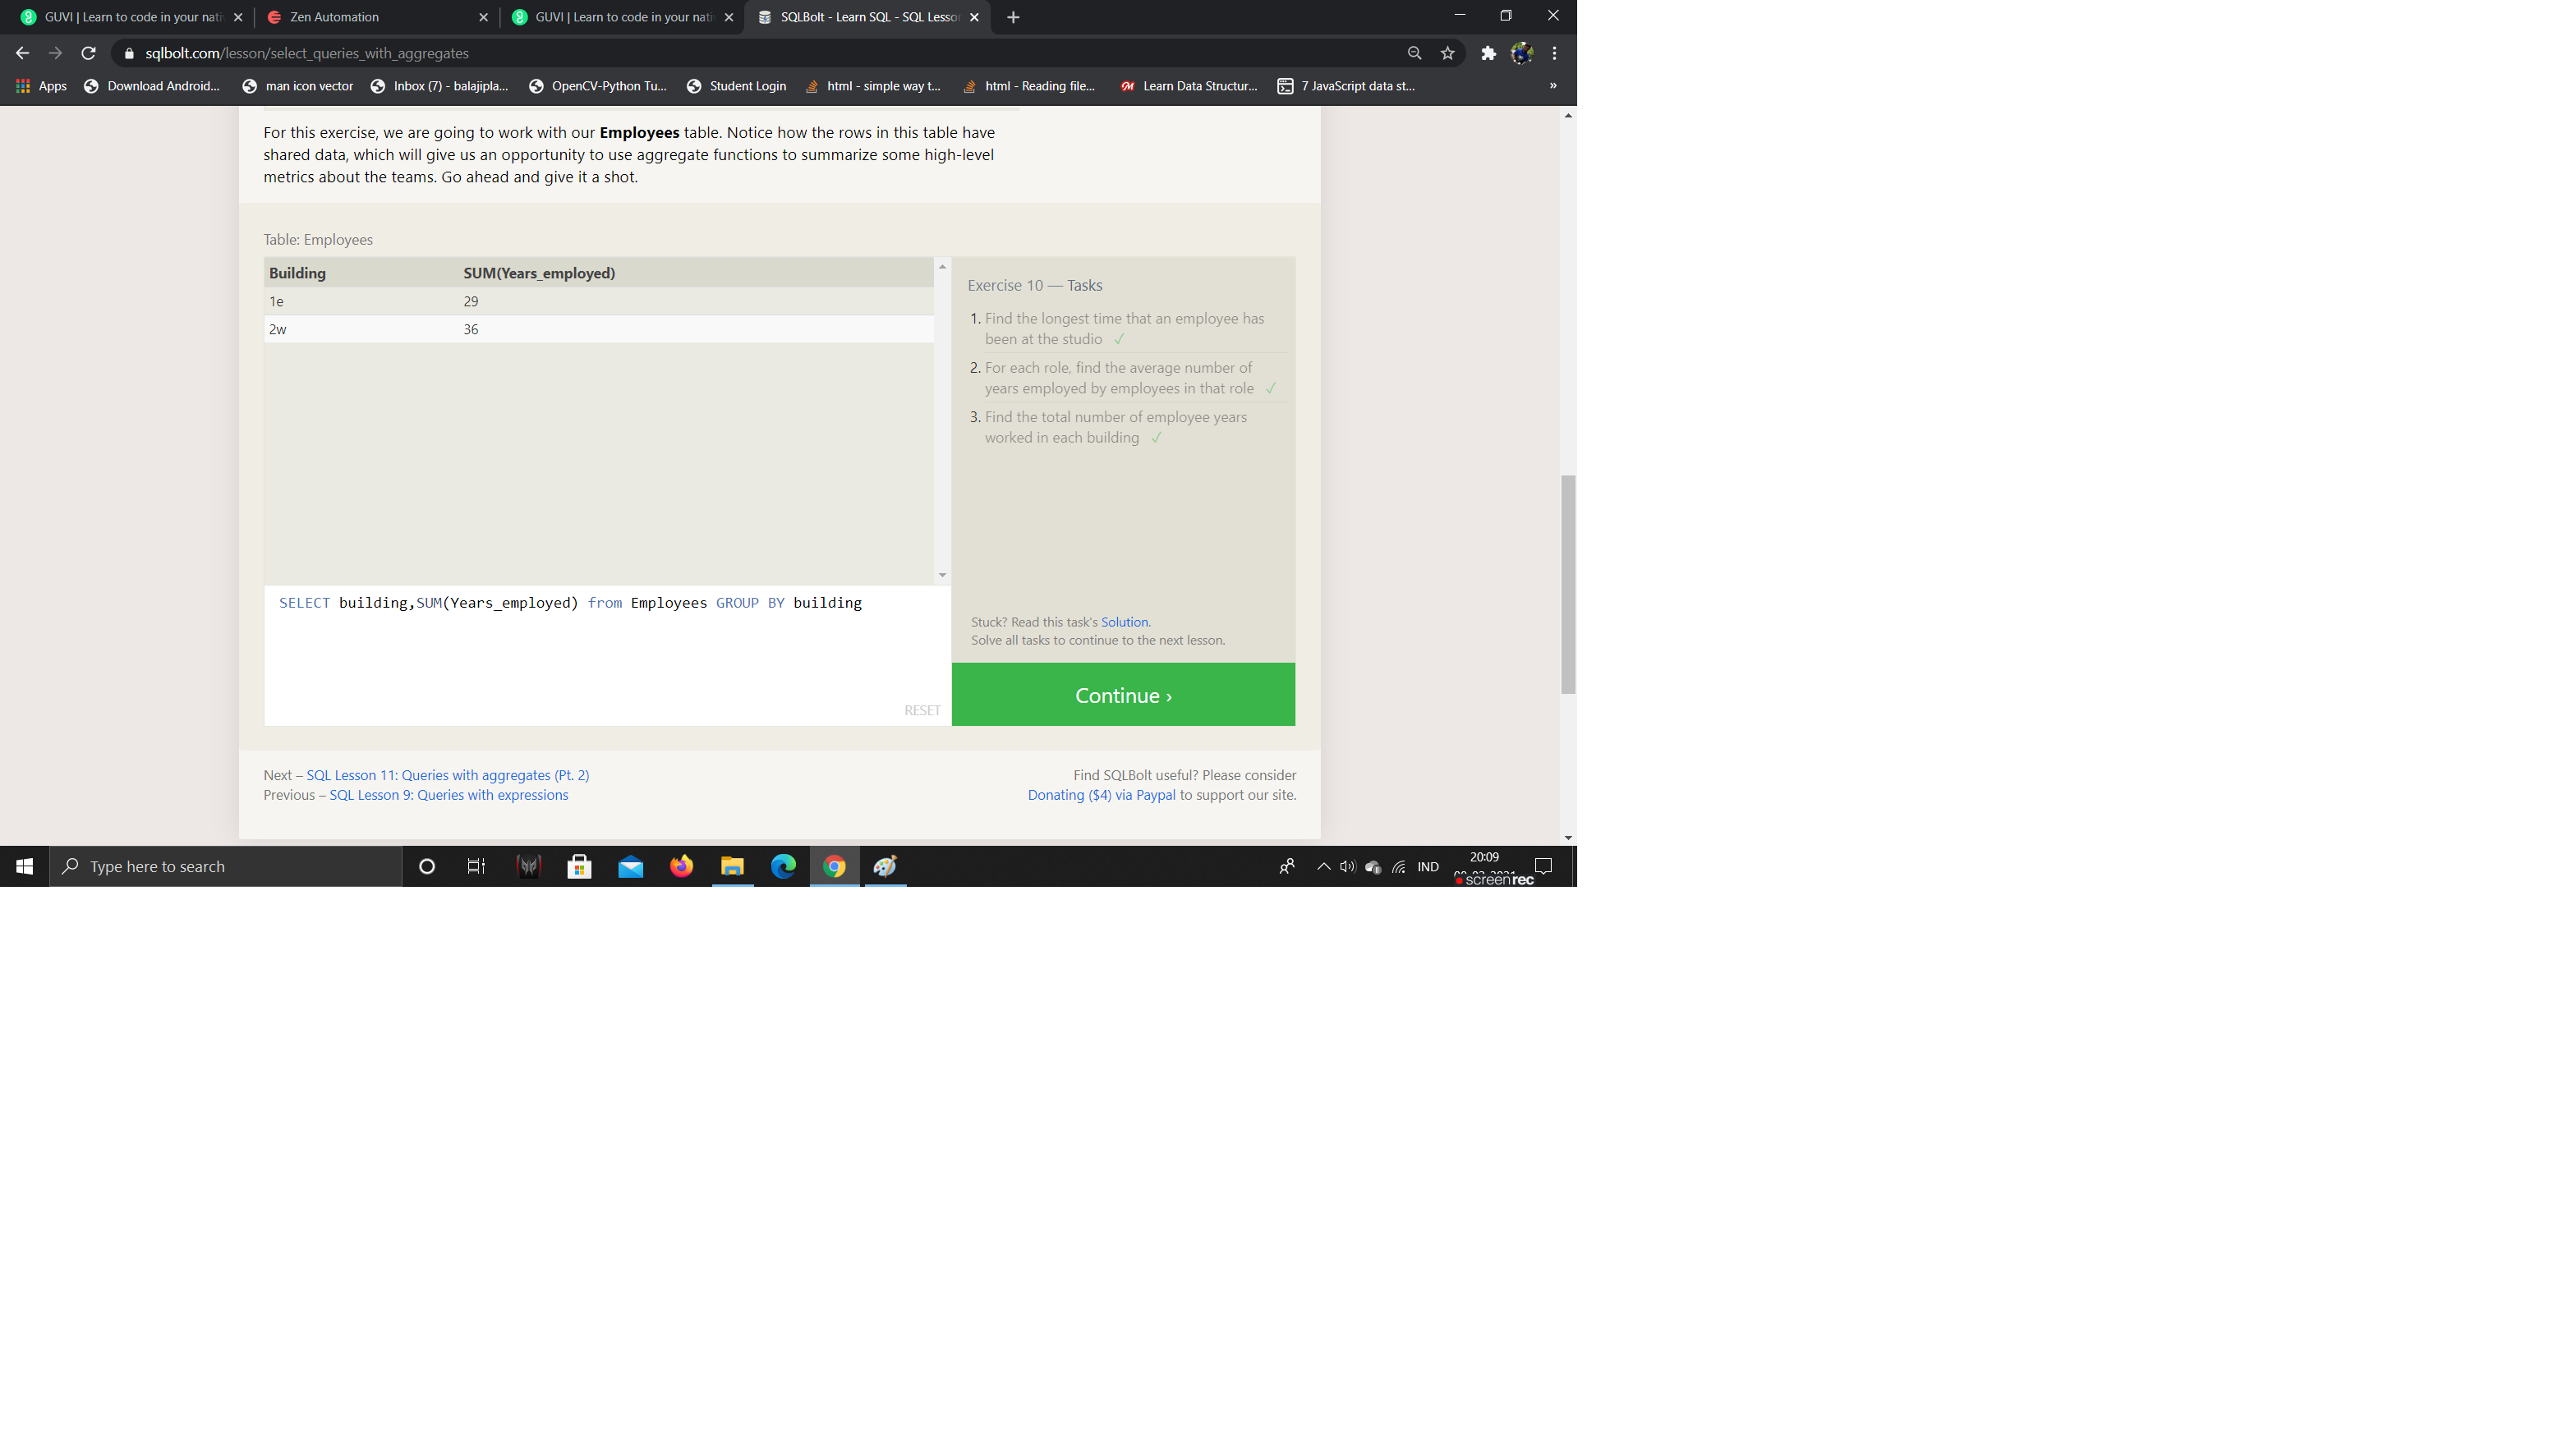 GUVI | Learn to code in your nati
Zen Automation
GUVI | Learn to code in your nati
SQLBolt - Learn SQL - SQL Lesson
sqlbolt.com/lesson/select_queries_with_aggregates
Apps
Download Android...
man icon vector
Inbox (7) - balajipla...
OpenCV-Python Tu...
Student Login
html - simple way t...
html - Reading file...
Learn Data Structur...
7 JavaScript data st...
»
For this exercise, we are going to work with our Employees table. Notice how the rows in this table have
shared data, which will give us an opportunity to use aggregate functions to summarize some high-level
metrics about the teams. Go ahead and give it a shot.
Table: Employees
Building SUM(Years_employed)
1e 29
2w 36
SELECT building,SUM(Years_employed) from Employees GROUP BY building
RESET
Exercise 10 — Tasks
1. Find the longest time that an employee has
been at the studio ✓
2. For each role, find the average number of
years employed by employees in that role ✓
3. Find the total number of employee years
worked in each building ✓
Stuck? Read this task's Solution.
Solve all tasks to continue to the next lesson.
Continue ›
Next – SQL Lesson 11: Queries with aggregates (Pt. 2)
Previous – SQL Lesson 9: Queries with expressions
Find SQLBolt useful? Please consider
Donating ($4) via Paypal to support our site.
Type here to search
IND
20:09
screenrec